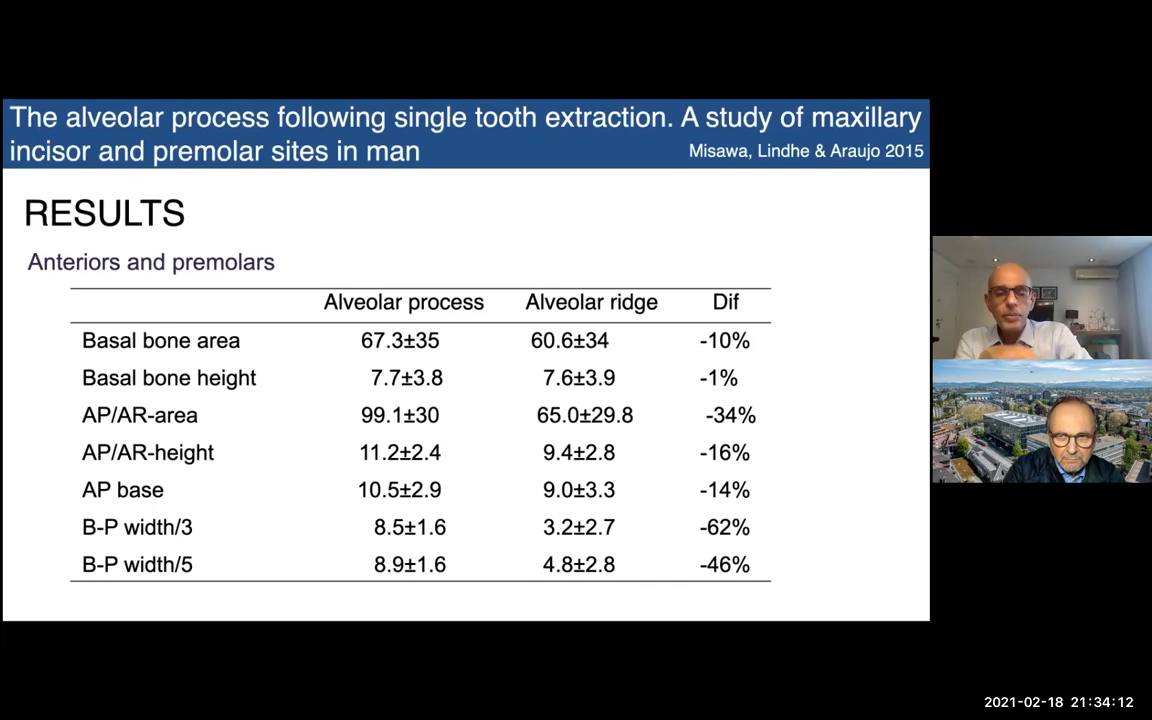 The alveolar process following single tooth extraction. A study of maxillary
incisor and premolar sites in man
Misawa, Lindhe & Araujo 2015
RESULTS
Anteriors and premolars
Alveolar process Alveolar ridge Dif
Basal bone area 67.3±35 60.6±34 -10%
Basal bone height 7.7±3.8 7.6±3.9 -1%
AP/AR-area 99.1±30 65.0±29.8 -34%
AP/AR-height 11.2±2.4 9.4±2.8 -16%
AP base 10.5±2.9 9.0±3.3 -14%
B-P width/3 8.5±1.6 3.2±2.7 -62%
B-P width/5 8.9±1.6 4.8±2.8 -46%
2021-02-18 21:34:12